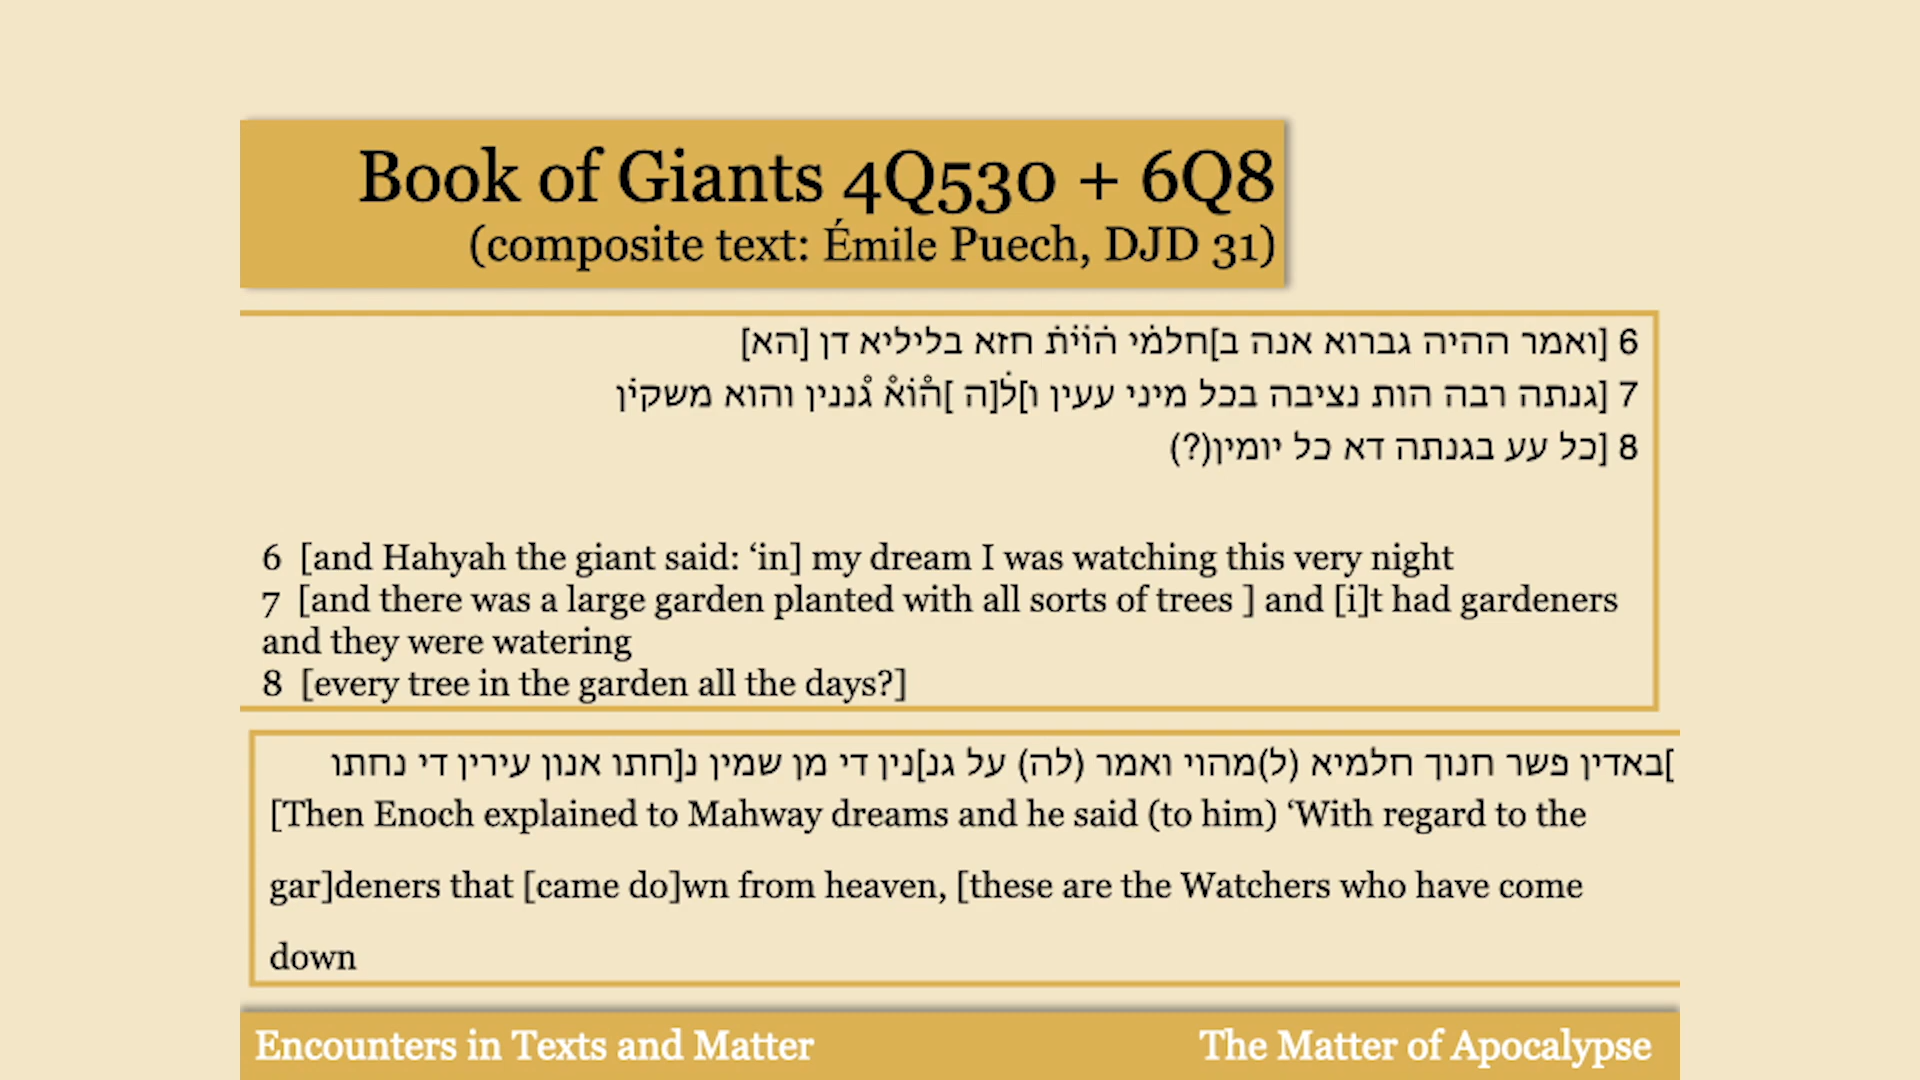 Book of Giants 4Q530 + 6Q8
(composite text: Émile Puech, DJD 31)
6 [ואמר ההיה גברוא אנה ב]חלמ̇י ה̇ו̇י̇ת̇ חזא בליליא דן [הא]
7 [גנתה רבה הות נציבה בכל מיני עעין ו]ל̇[ה ]ה֯ו̇א֯ ג֯ננין והוא משקו̇ן
8 [כל עע בגנתה דא כל יומין(?)
6 [and Hahyah the giant said: ‘in] my dream I was watching this very night
7 [and there was a large garden planted with all sorts of trees ] and [i]t had gardeners
and they were watering
8 [every tree in the garden all the days?]
]באדין פשר חנוך חלמיא (ל)מהוי ואמר (לה) על גנ]נין די מן שמין נ[חתו אנון עירין די נחתו
[Then Enoch explained to Mahway dreams and he said (to him) ‘With regard to the
gar]deners that [came do]wn from heaven, [these are the Watchers who have come
down
Encounters in Texts and Matter
The Matter of Apocalypse